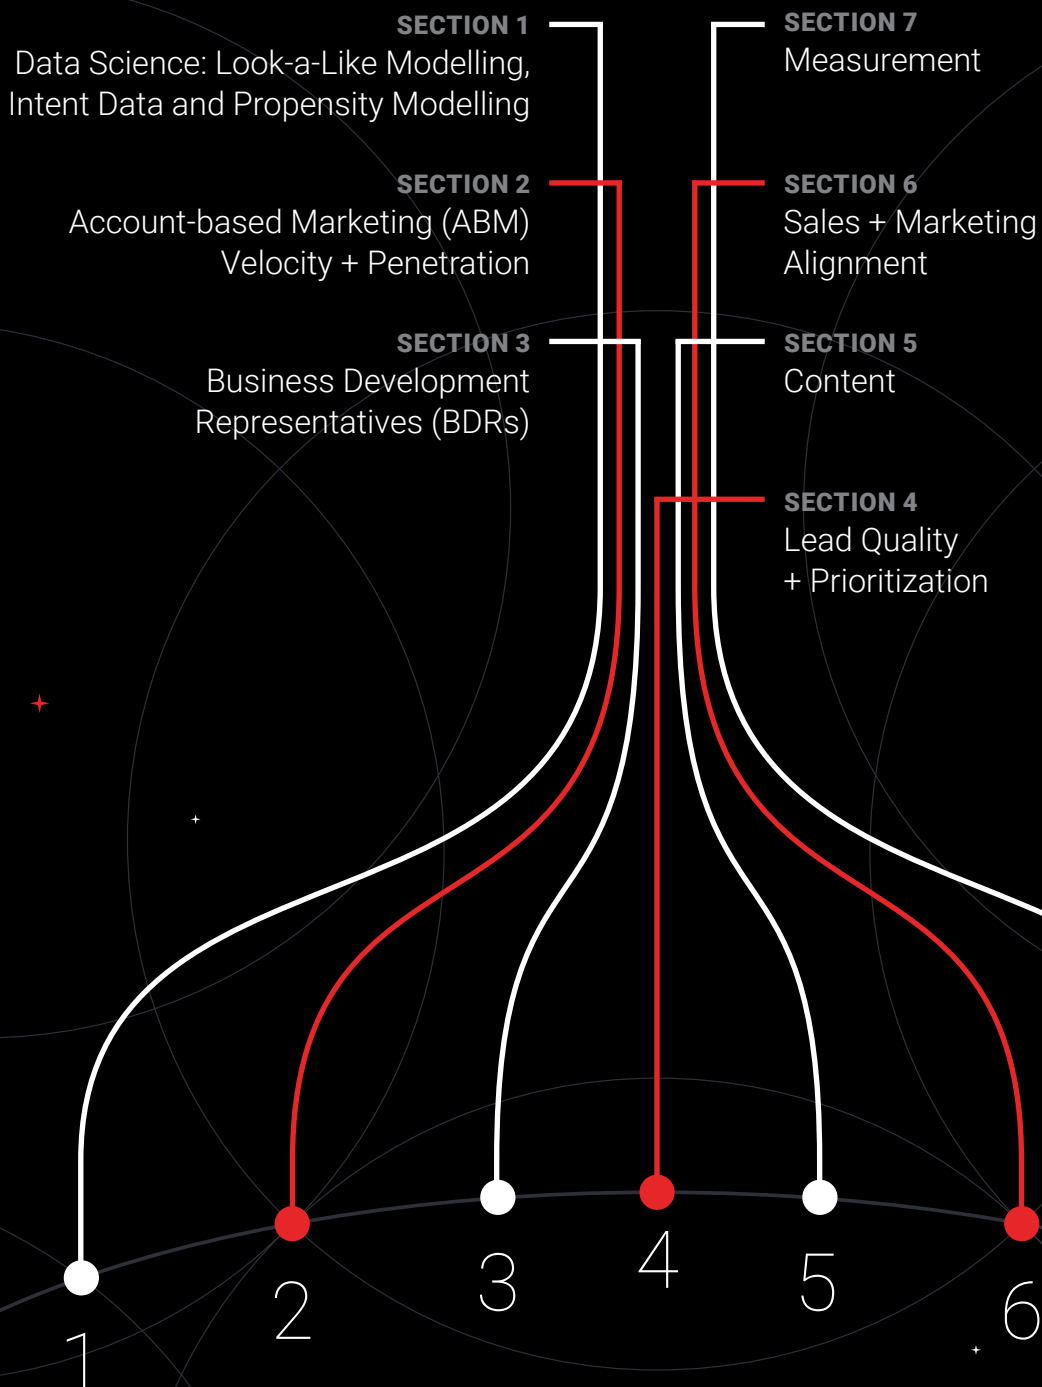 SECTION 1
Data Science: Look-a-Like Modelling,
Intent Data and Propensity Modelling
SECTION 2
Account-based Marketing (ABM)
Velocity + Penetration
SECTION 3
Business Development
Representatives (BDRs)
SECTION 7
Measurement
SECTION 6
Sales + Marketing
Alignment
SECTION 5
Content
SECTION 4
Lead Quality
+ Prioritization
1
2
3
4
5
6